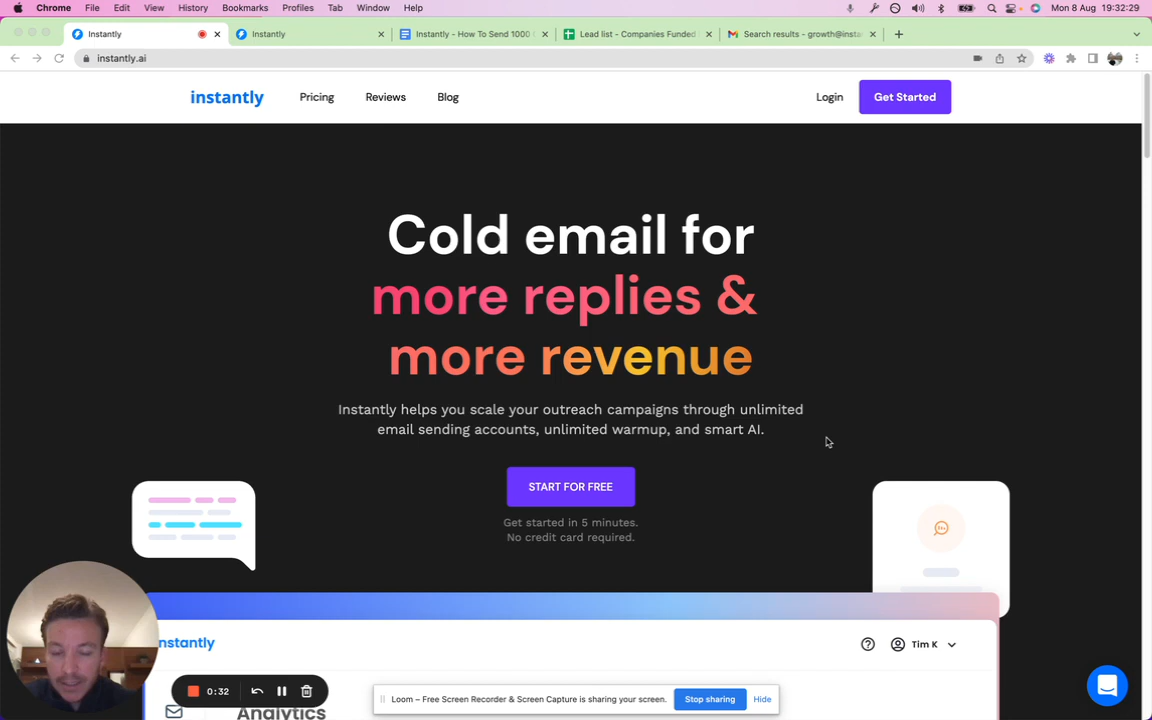 Chrome File Edit View History Bookmarks Profiles Tab Window Help
Mon 8 Aug 19:32:29
Instantly
Instantly
Instantly - How To Send 1000
Lead list - Companies Funded
Search results - growth@insta
instantly.ai
instantly
Pricing
Reviews
Blog
Login
Get Started
Cold email for
more replies &
more revenue
Instantly helps you scale your outreach campaigns through unlimited
email sending accounts, unlimited warmup, and smart AI.
START FOR FREE
Get started in 5 minutes.
No credit card required.
instantly
Tim K
0:32
Loom – Free Screen Recorder & Screen Capture is sharing your screen.
Stop sharing
Hide
Analytics